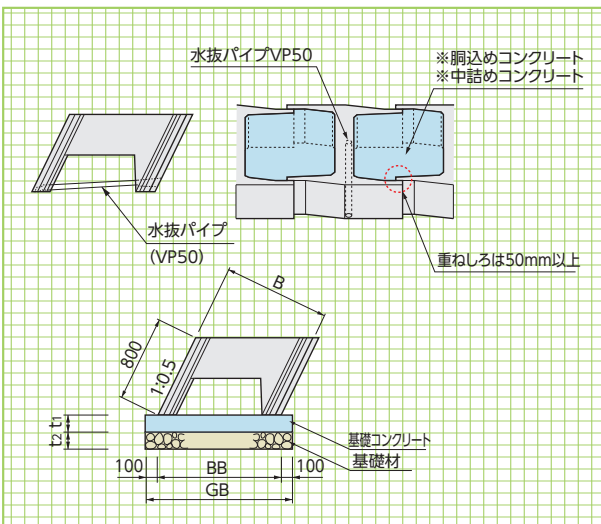 水抜パイプVP50
※胴込めコンクリート
※中詰めコンクリート
水抜パイプ
(VP50)
重ねしろは50mm以上
B
800
1:0.5
t1
t2
基礎コンクリート
基礎材
100
BB
100
GB